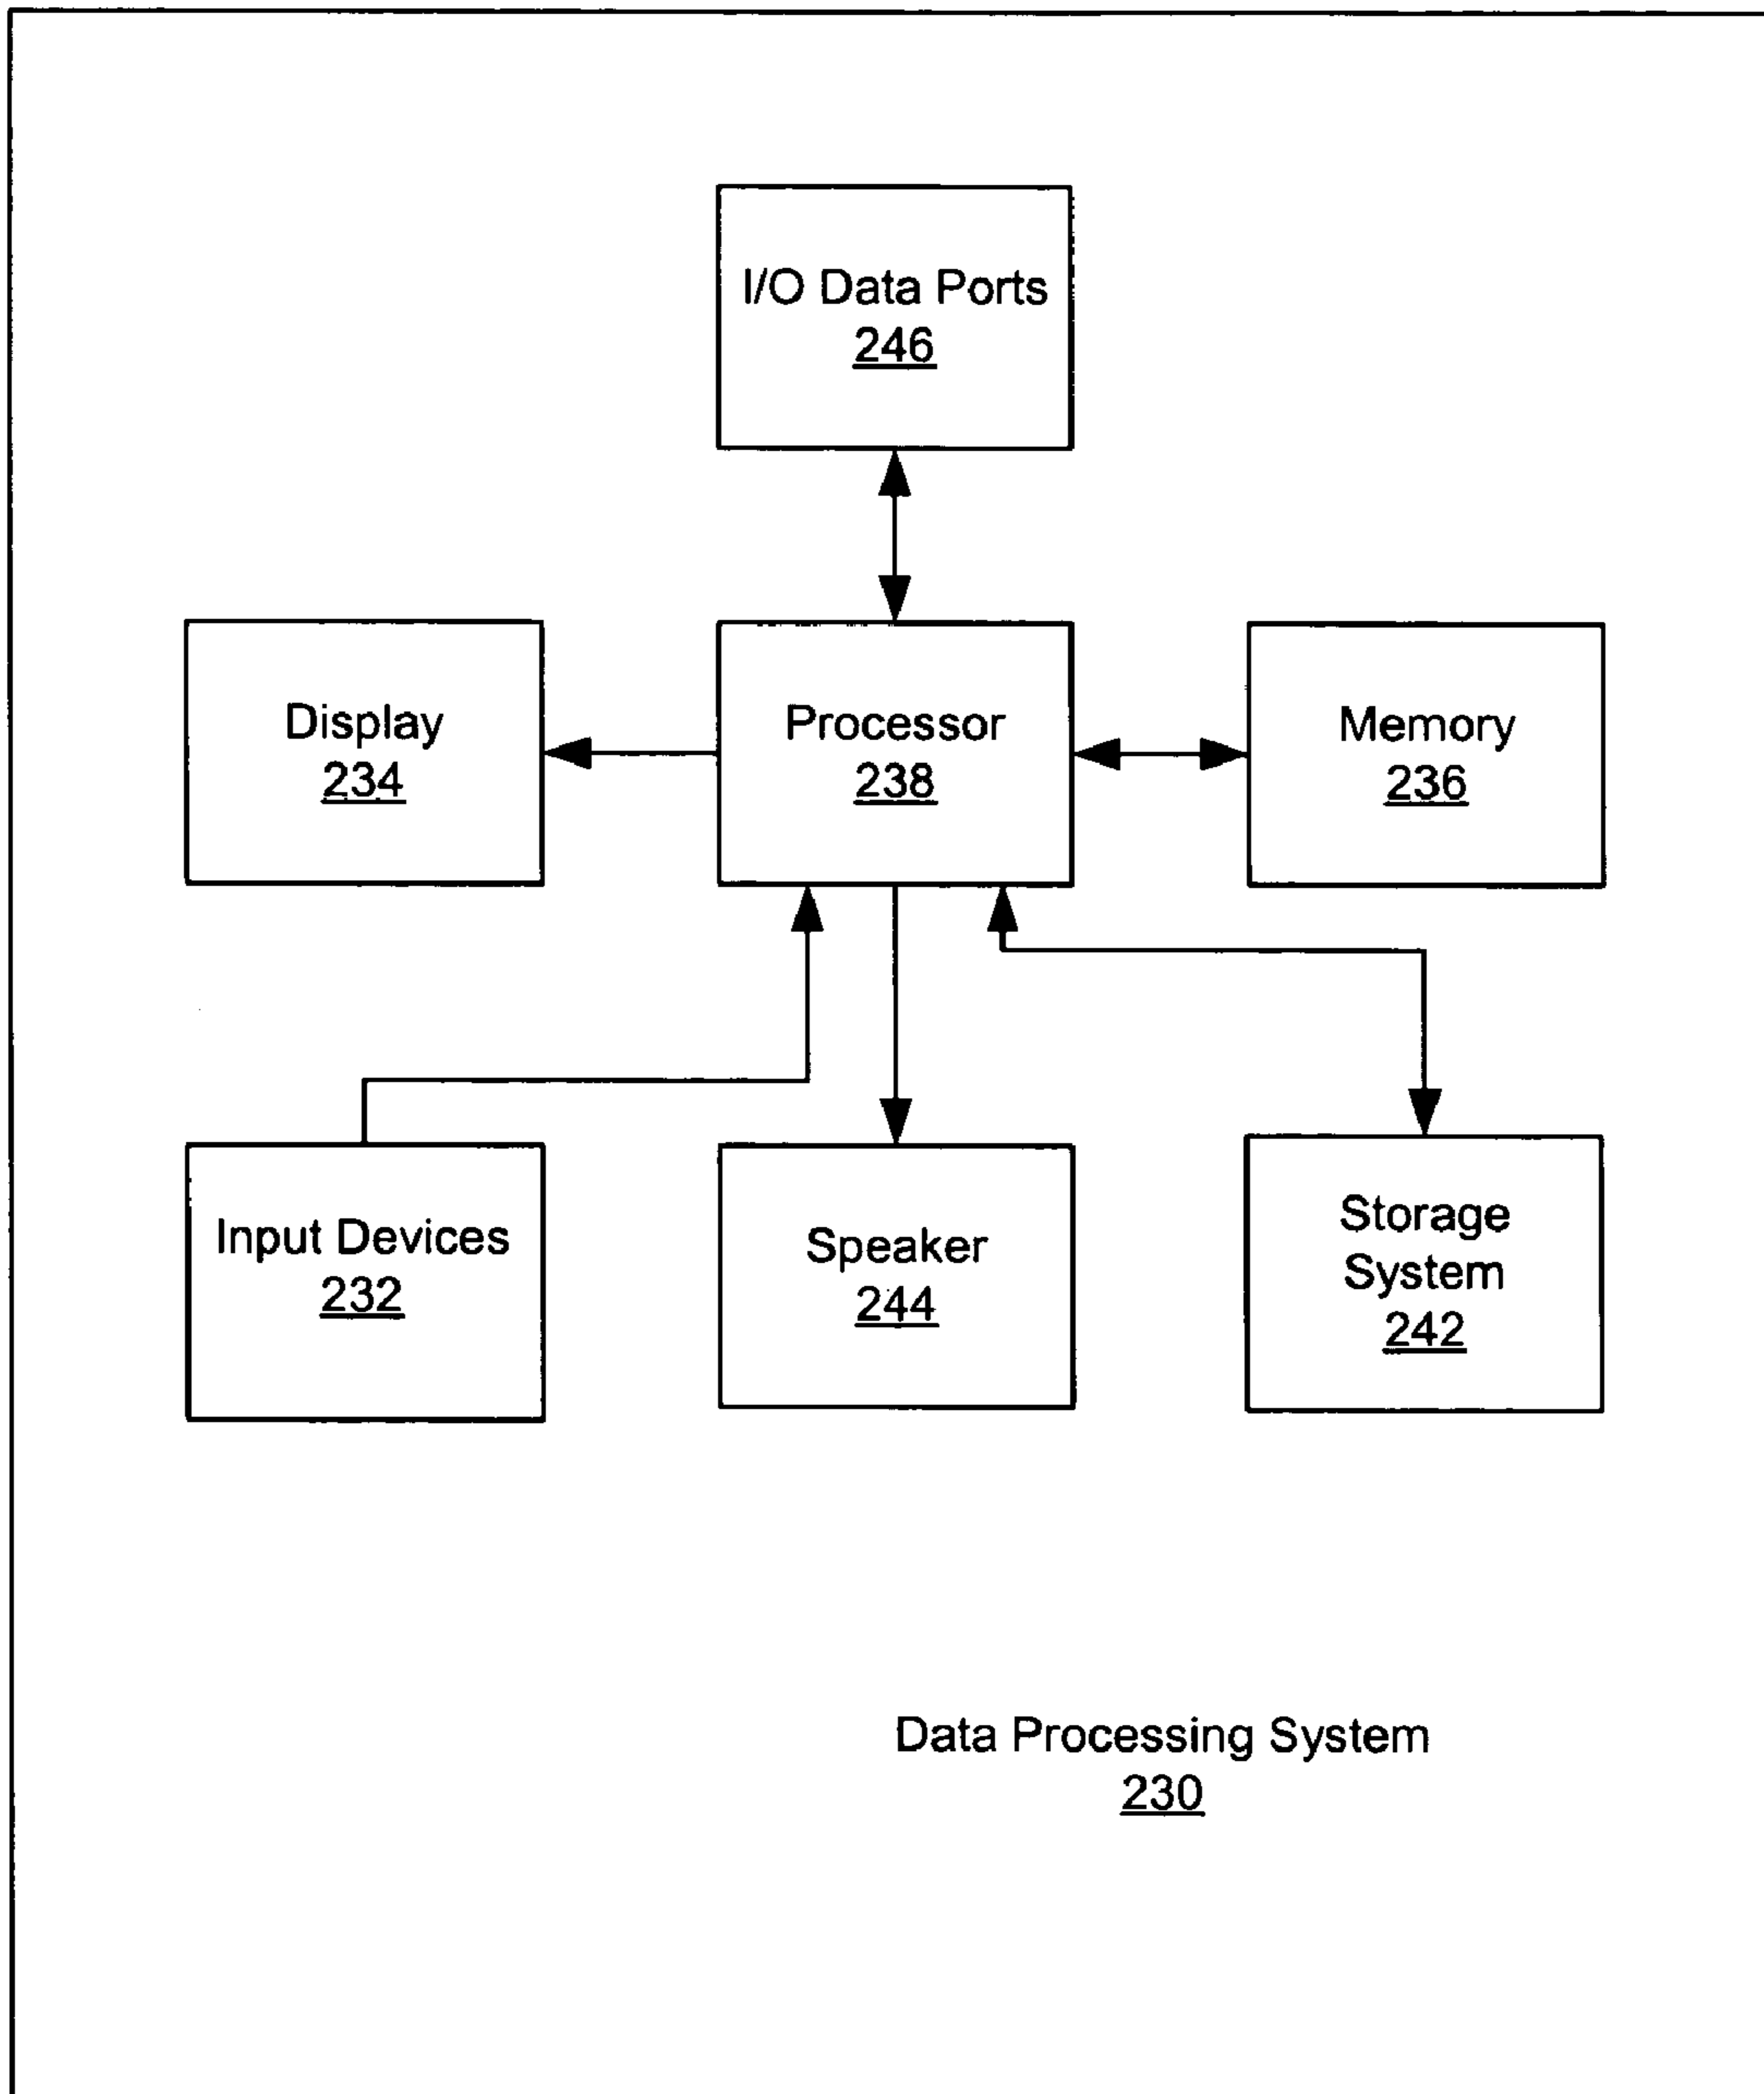 I/O Data Ports
246
Display
234
Processor
238
Memory
236
Input Devices
232
Speaker
244
Storage
System
242
Data Processing System
230